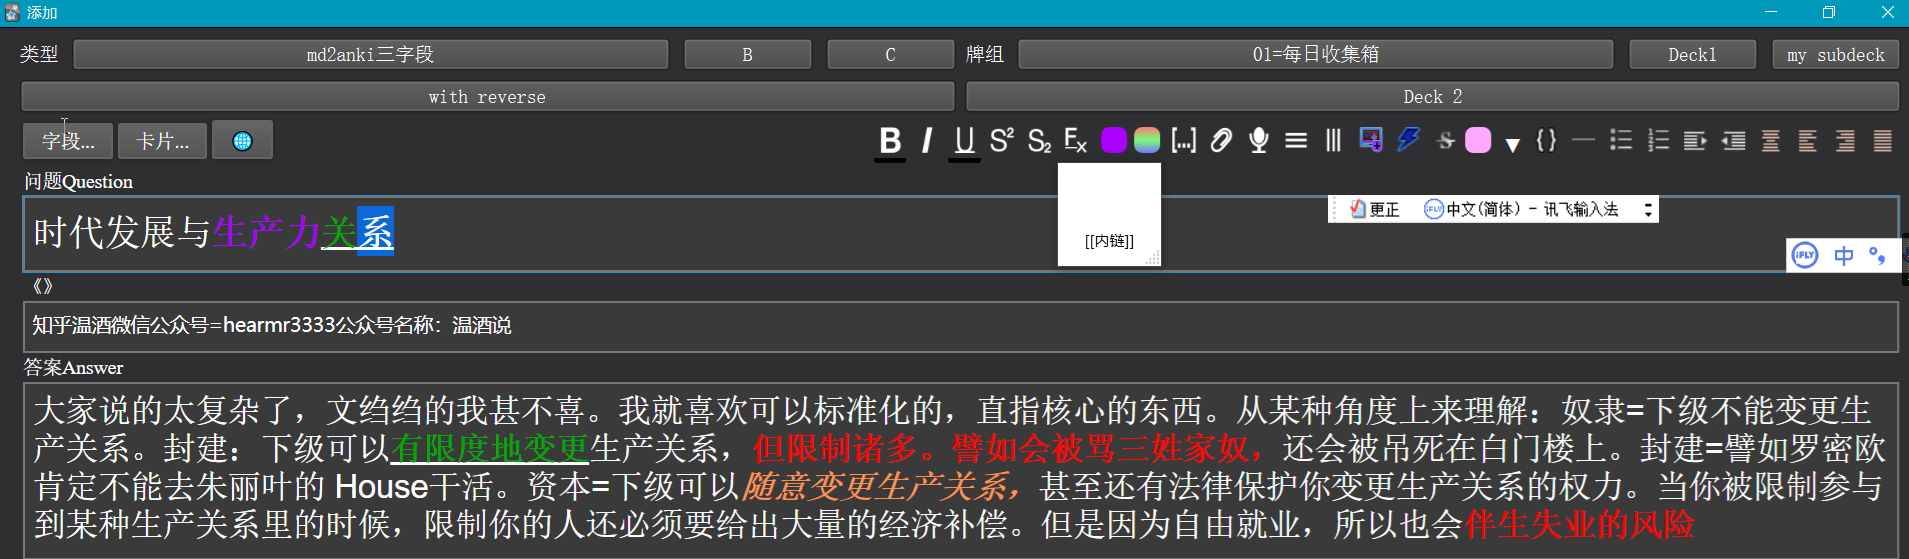 添加
类型 md2anki三字段 B C 牌组 01=每日收集箱 Deck1 my subdeck
with reverse Deck 2
字段... 卡片...
问题Question
更正 中文(简体) - 讯飞输入法
时代发展与生产力关系
[[内链]]
iFLY 中
《》
知乎温酒微信公众号=hearmr3333公众号名称：温酒说
答案Answer
大家说的太复杂了，文绉绉的我甚不喜。我就喜欢可以标准化的，直指核心的东西。从某种角度上来理解：奴隶=下级不能变更生
产关系。封建：下级可以有限度地变更生产关系，但限制诸多。譬如会被骂三姓家奴，还会被吊死在白门楼上。封建=譬如罗密欧
肯定不能去朱丽叶的 House干活。资本=下级可以随意变更生产关系，甚至还有法律保护你变更生产关系的权力。当你被限制参与
到某种生产关系里的时候，限制你的人还必须要给出大量的经济补偿。但是因为自由就业，所以也会伴生失业的风险